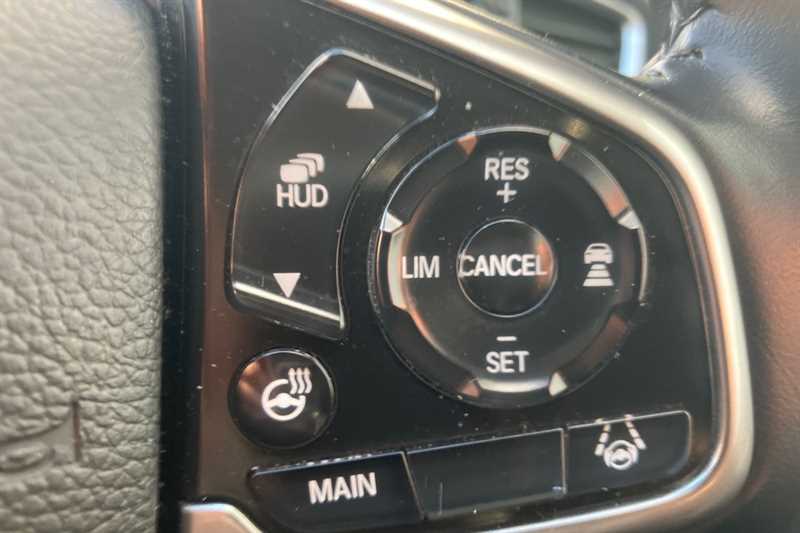 HUD
RES
+
LIM
CANCEL
-
SET
MAIN